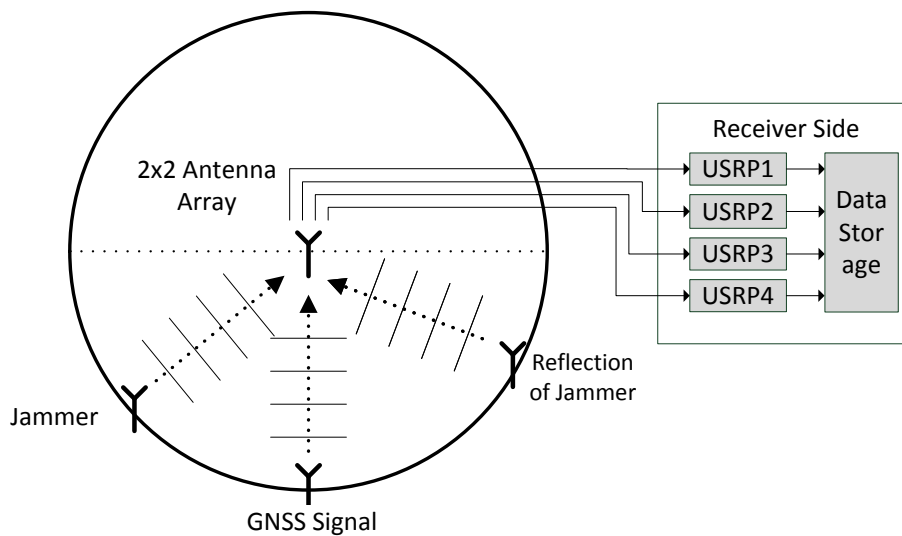 2x2 Antenna
Array
Jammer
GNSS Signal
Reflection
of Jammer
Receiver Side
USRP1
USRP2
USRP3
USRP4
Data
Stor
age